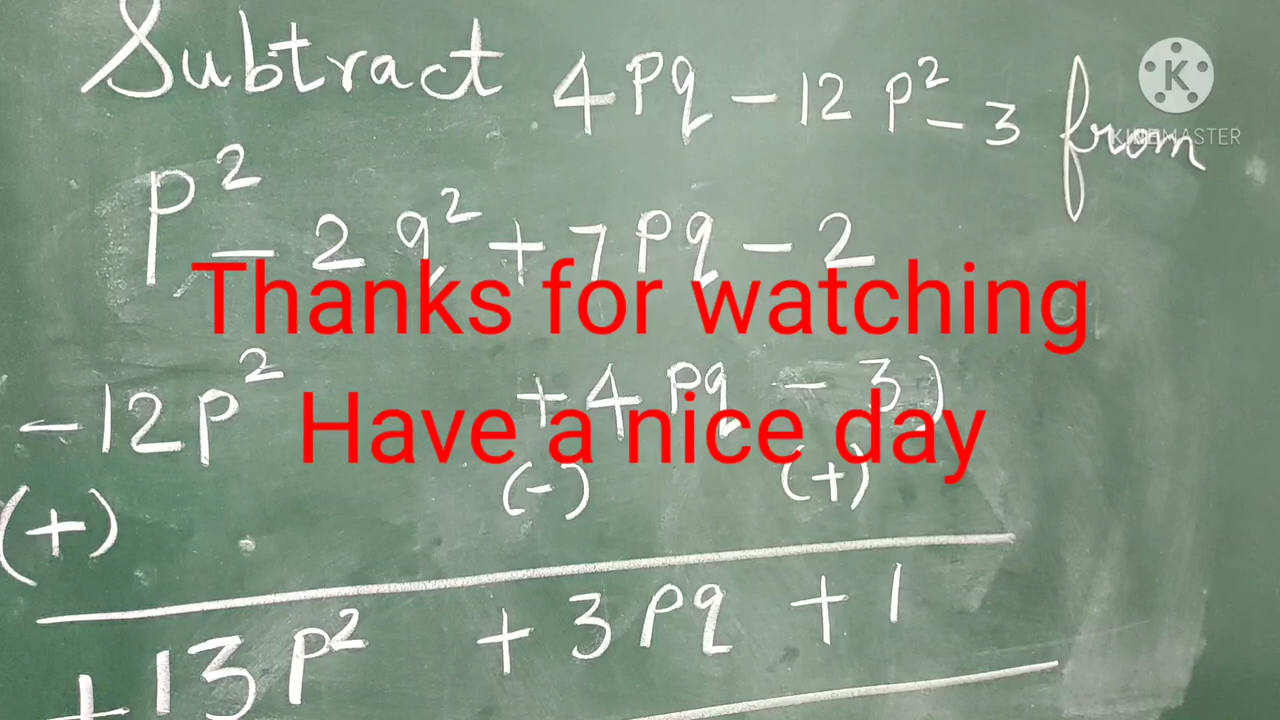 Subtract 4pq - 12p² - 3 from
p² - 2q² + 7pq - 2
Thanks for watching
-12p² +4pq - 3)
Have a nice day
(+) (-) (+)
+13p² +3pq +1
K
KINEMASTER